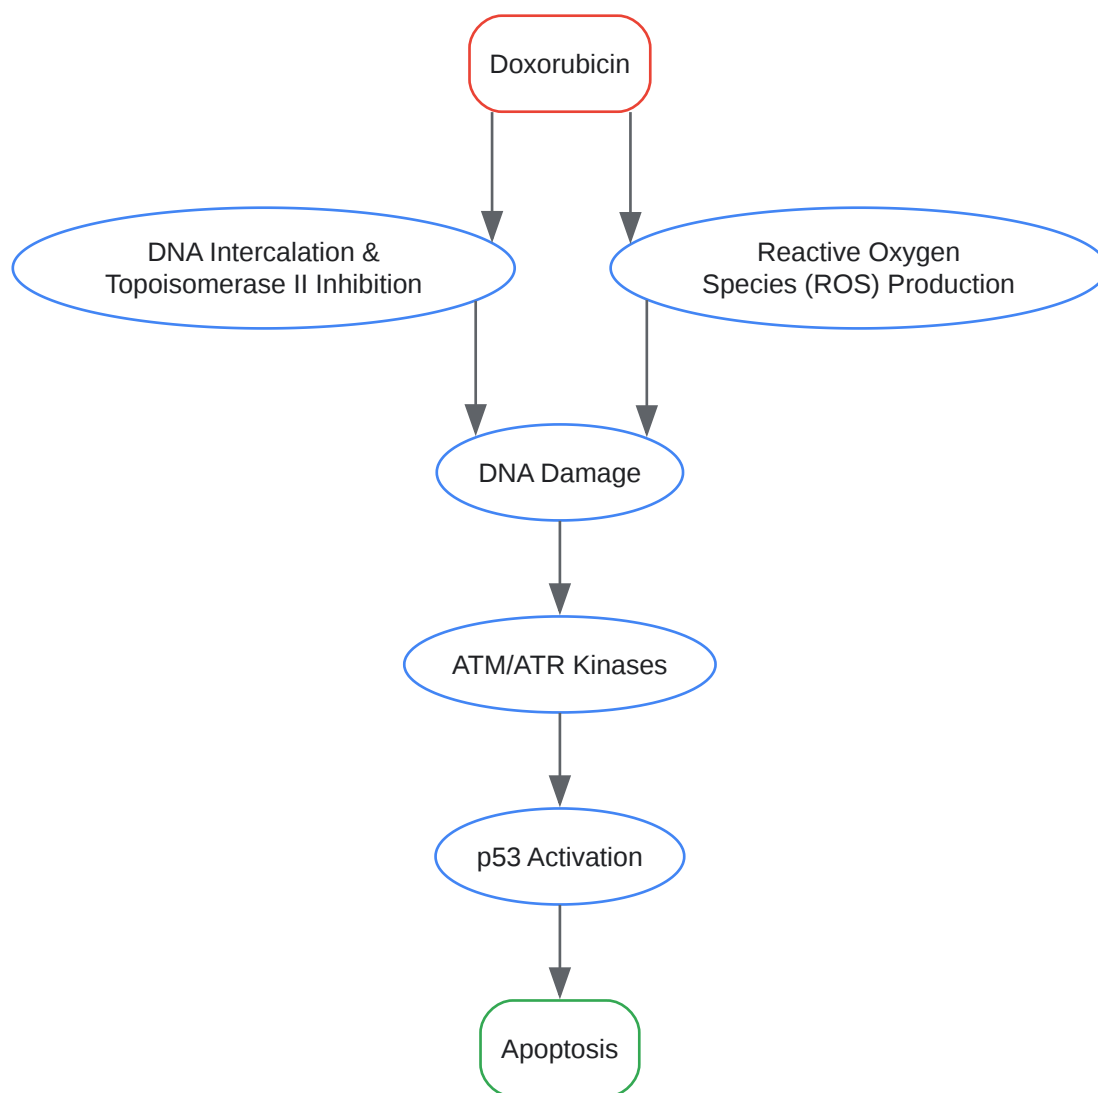 Doxorubicin
DNA Intercalation &
Topoisomerase II Inhibition
Reactive Oxygen
Species (ROS) Production
DNA Damage
ATM/ATR Kinases
p53 Activation
Apoptosis